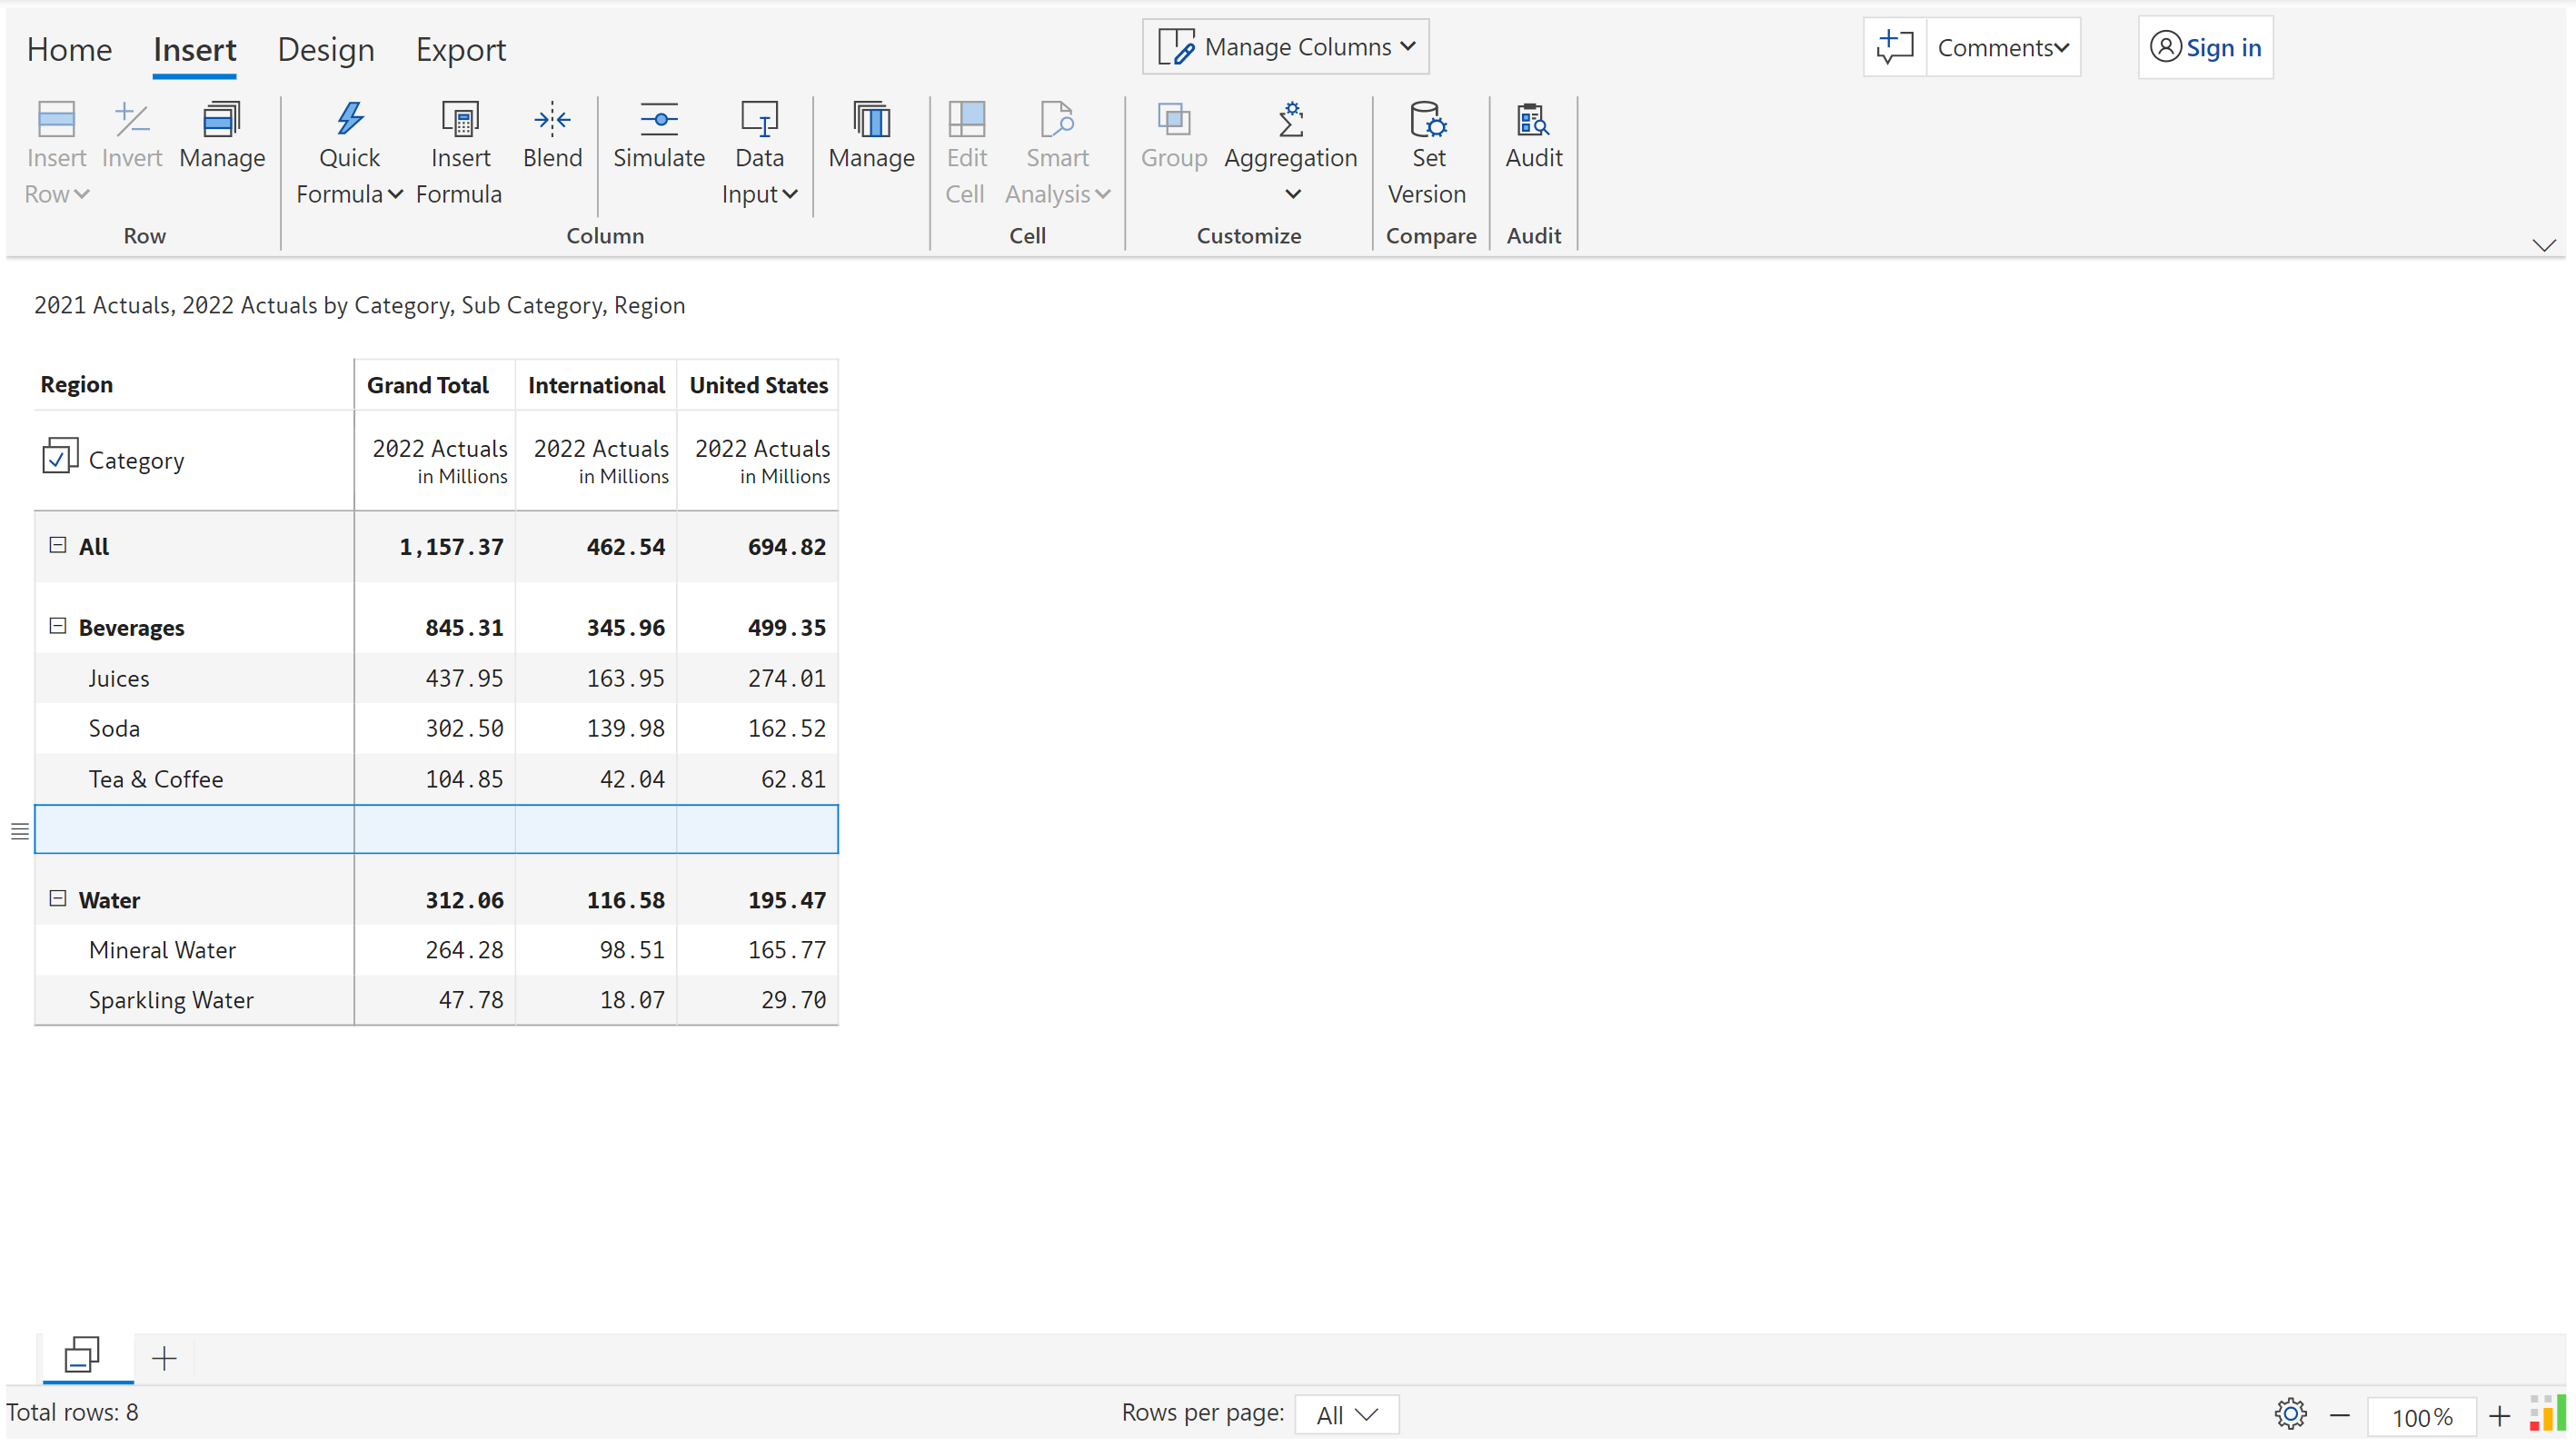 Home Insert Design Export Manage Columns Comments Sign in
Insert Row Invert Manage Quick Formula Insert Formula Blend Simulate Data Input Manage Edit Cell Smart Analysis Group Aggregation Set Version Audit
Row Column Cell Customize Compare Audit
2021 Actuals, 2022 Actuals by Category, Sub Category, Region
Region Grand Total International United States
Category 2022 Actuals 2022 Actuals 2022 Actuals
in Millions in Millions in Millions
All 1,157.37 462.54 694.82
Beverages 845.31 345.96 499.35
Juices 437.95 163.95 274.01
Soda 302.50 139.98 162.52
Tea & Coffee 104.85 42.04 62.81
Water 312.06 116.58 195.47
Mineral Water 264.28 98.51 165.77
Sparkling Water 47.78 18.07 29.70
Total rows: 8 Rows per page: All 100%